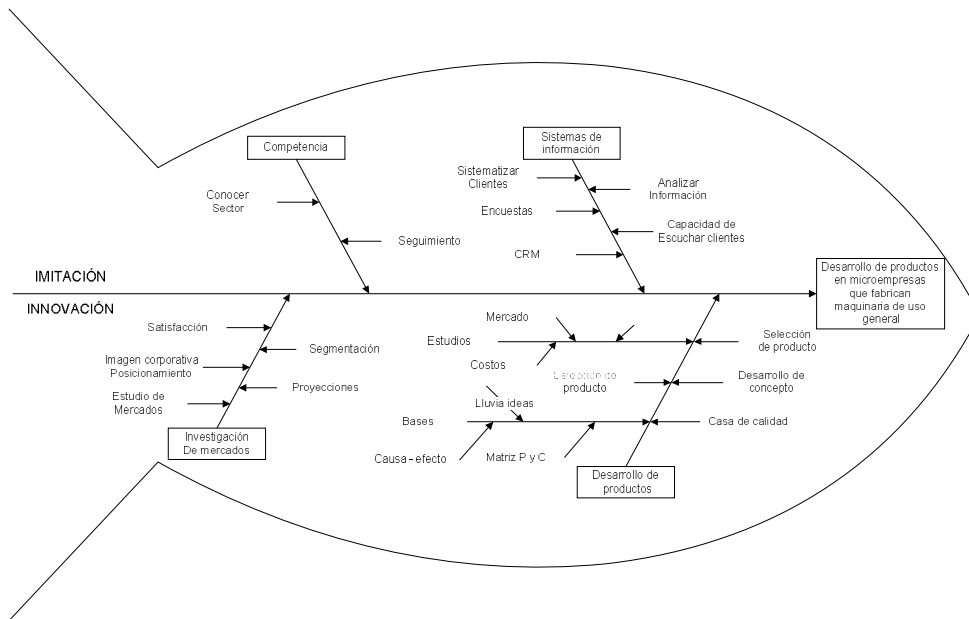 Competencia
Sistemas de
información
Conocer
Sector
Seguimiento
Sistematizar
Clientes
Analizar
Información
Encuestas
Capacidad de
Escuchar clientes
CRM
IMITACIÓN
INNOVACIÓN
Desarrollo de productos
en microempresas
que fabrican
maquinaria de uso
general
Satisfacción
Segmentación
Imagen corporativa
Posicionamiento
Proyecciones
Estudio de
Mercados
Investigación
De mercados
Mercado
Estudios
Costos
Selección
de producto
producto
Desarrollo de
concepto
Lluvia ideas
Bases
Casa de calidad
Causa – efecto
Matriz P y C
Desarrollo de
productos